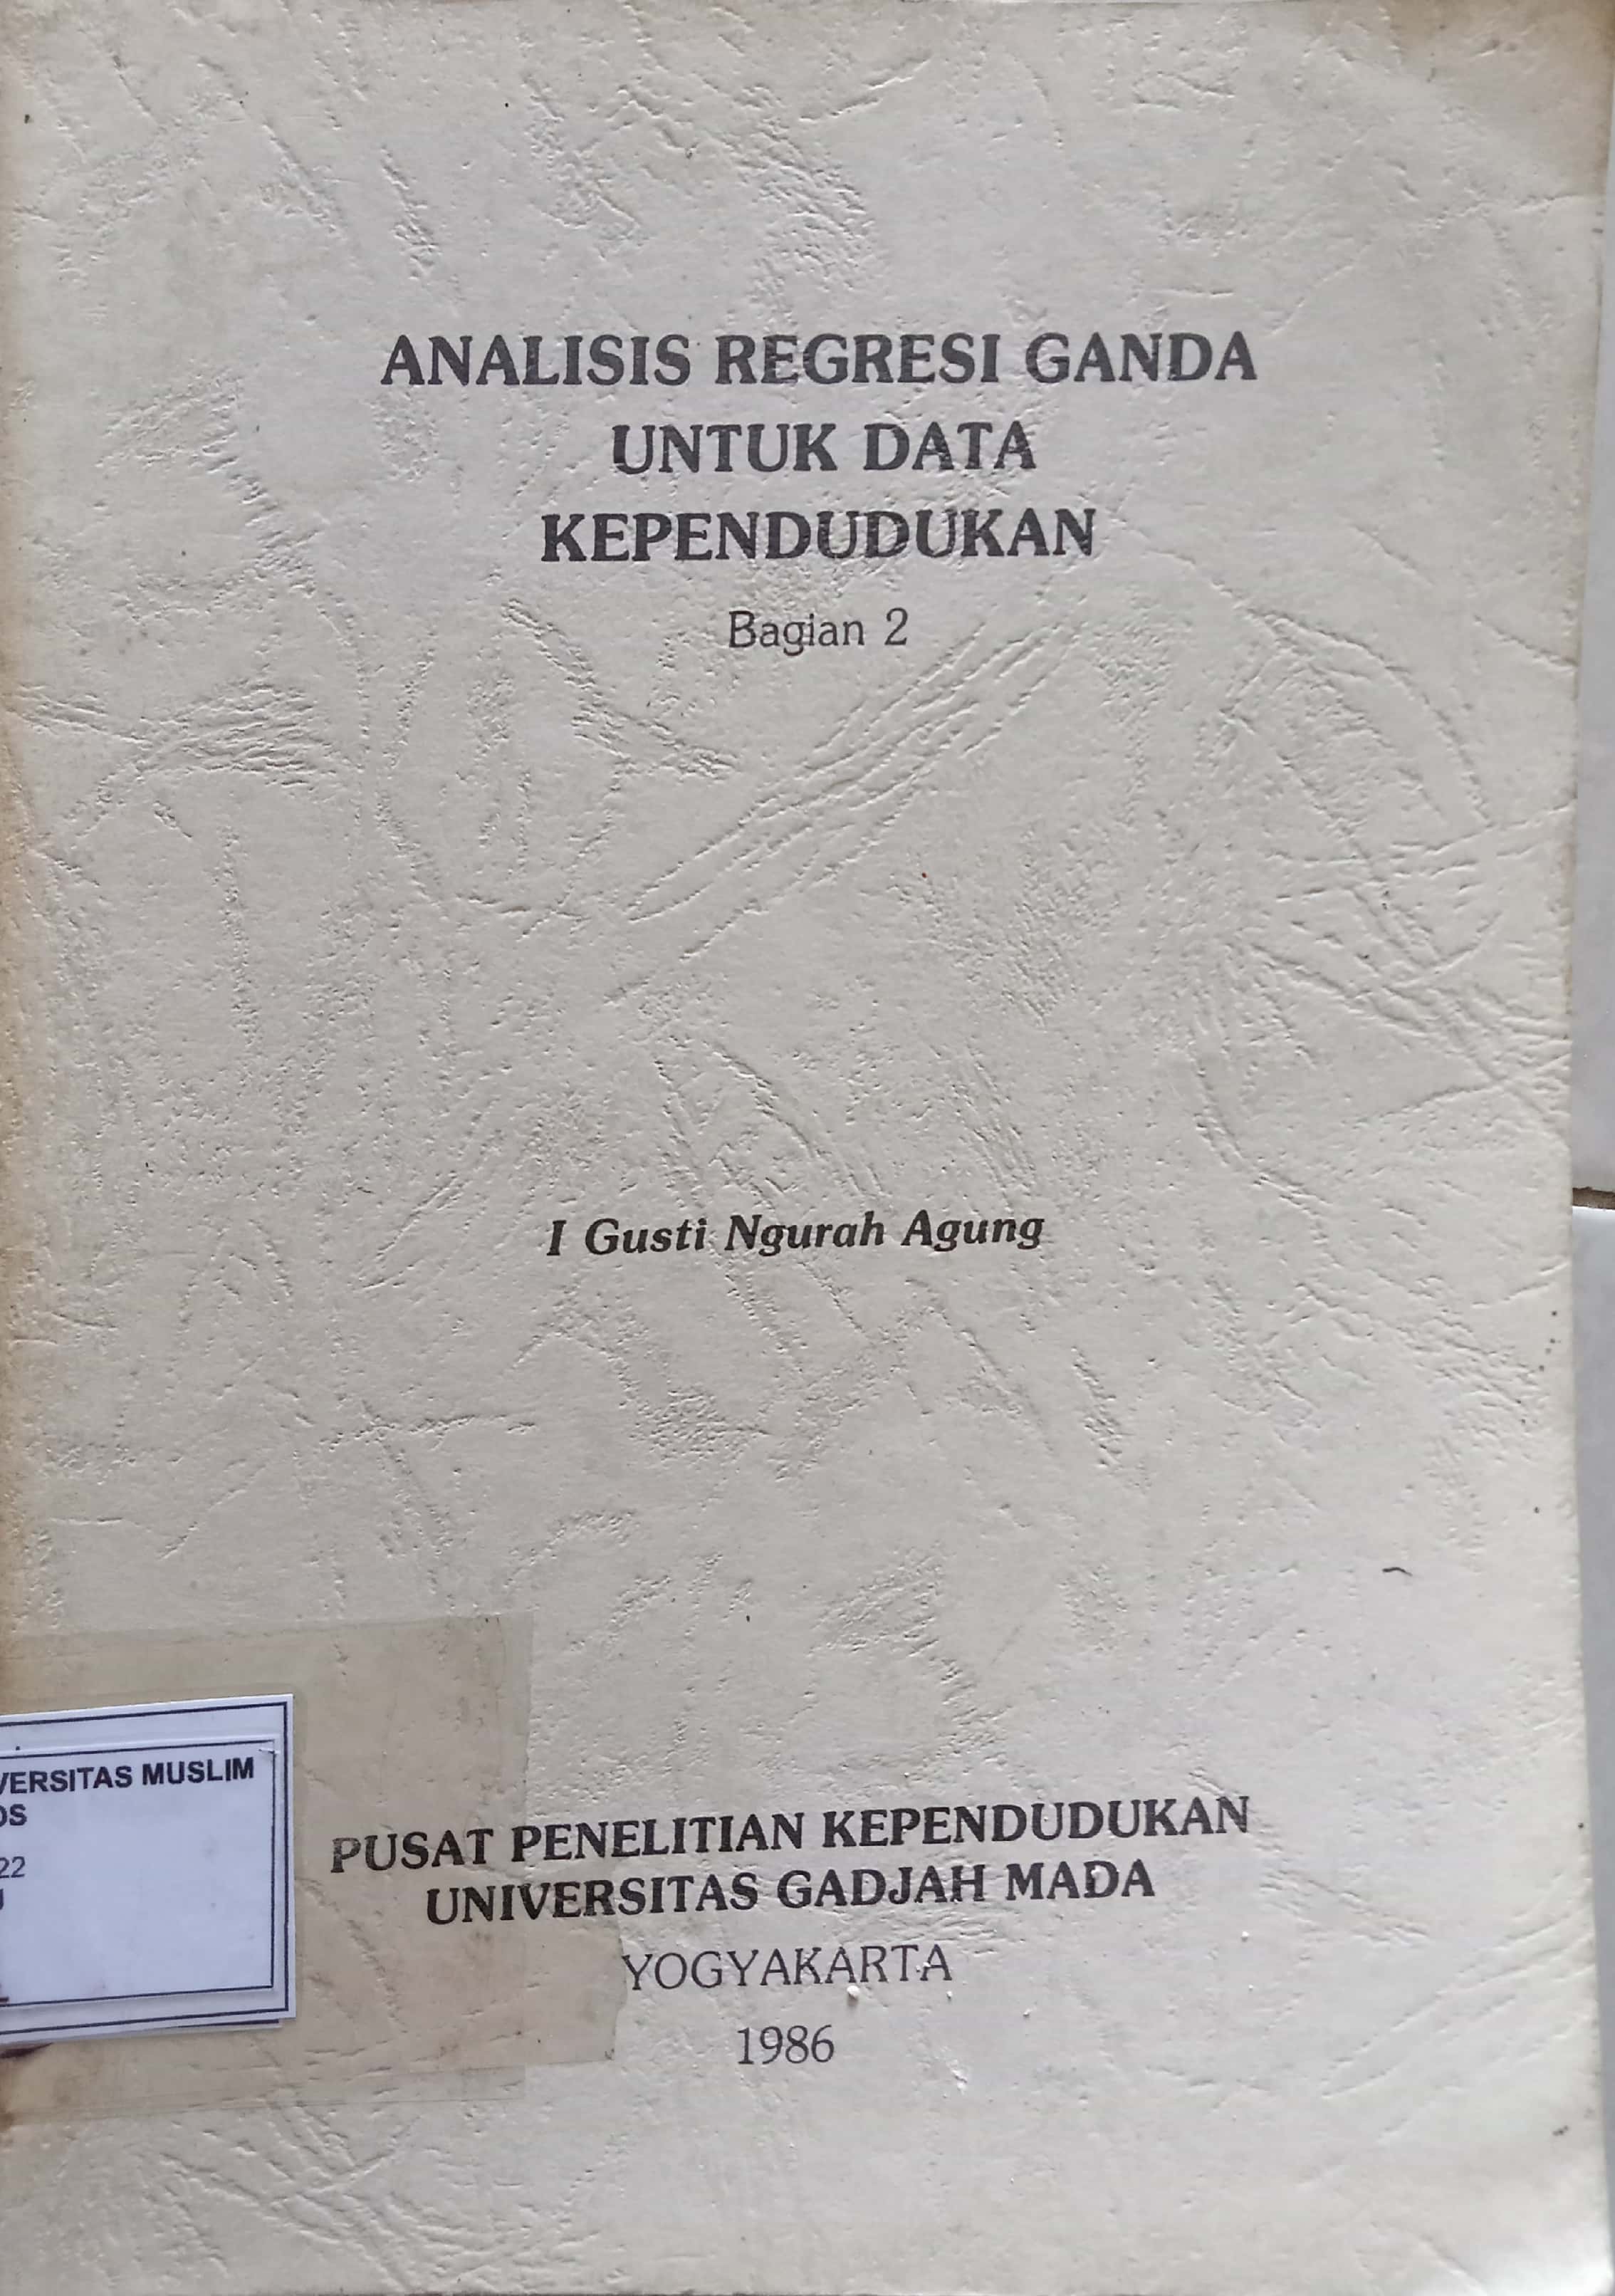 ANALISIS REGRESI GANDA
UNTUK DATA
KEPENDUDUKAN
Bagian 2
I Gusti Ngurah Agung
VERSITAS MUSLIM
OS
22
PUSAT PENELITIAN KEPENDUDUKAN
UNIVERSITAS GADJAH MADA
YOGYAKARTA
1986